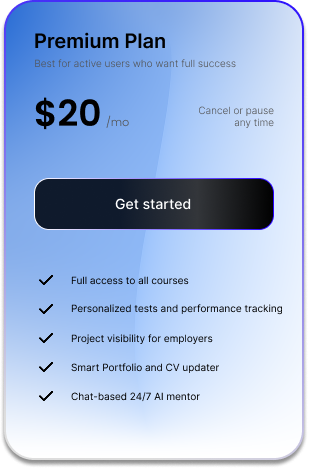 Premium Plan
Best for active users who want full success
$20 /mo
Cancel or pause
any time
Get started
Full access to all courses
Personalized tests and performance tracking
Project visibility for employers
Smart Portfolio and CV updater
Chat-based 24/7 AI mentor